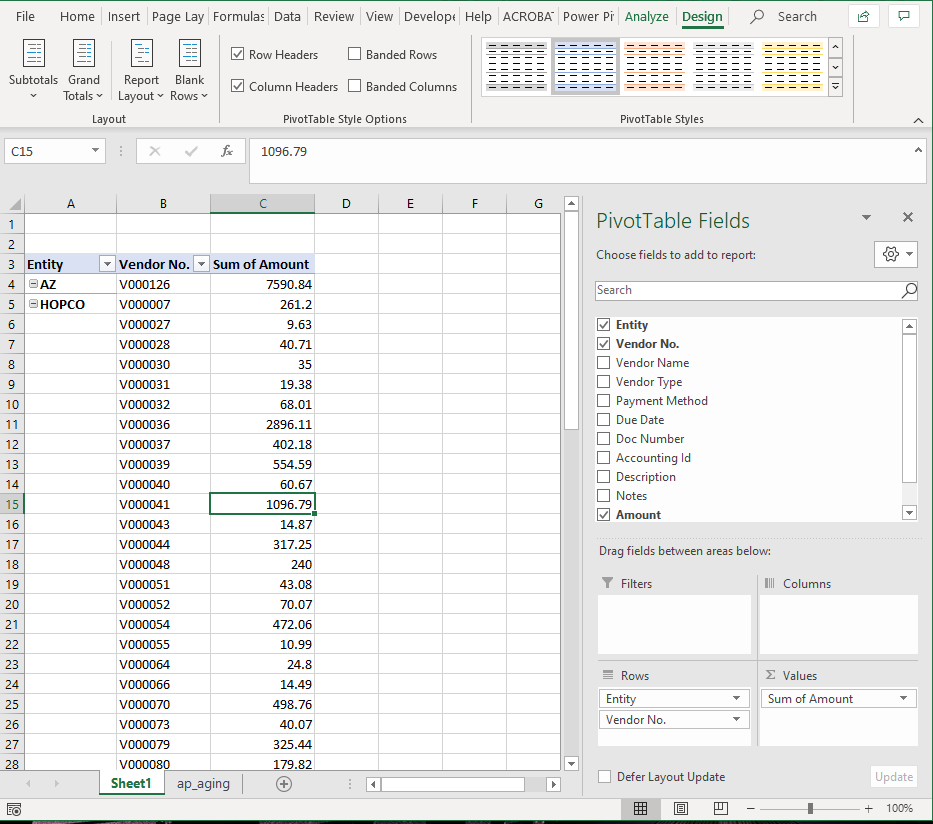 File Home Insert Page Lay Formulas Data Review View Develope Help ACROBAT Power Pi Analyze Design Search
Subtotals Grand Totals Report Layout Blank Rows
Row Headers Banded Rows
Column Headers Banded Columns
Layout PivotTable Style Options PivotTable Styles
C15 fx 1096.79
A B C D E F G
1
2
3 Entity Vendor No. Sum of Amount
4 AZ V000126 7590.84
5 HOPCO V000007 261.2
6 V000027 9.63
7 V000028 40.71
8 V000030 35
9 V000031 19.38
10 V000032 68.01
11 V000036 2896.11
12 V000037 402.18
13 V000039 554.59
14 V000040 60.67
15 V000041 1096.79
16 V000043 14.87
17 V000044 317.25
18 V000048 240
19 V000051 43.08
20 V000052 70.07
21 V000054 472.06
22 V000055 10.99
23 V000064 24.8
24 V000066 14.49
25 V000070 498.76
26 V000073 40.07
27 V000079 325.44
28 V000080 179.82
Sheet1 ap_aging
PivotTable Fields
Choose fields to add to report:
Search
Entity
Vendor No.
Vendor Name
Vendor Type
Payment Method
Due Date
Doc Number
Accounting Id
Description
Notes
Amount
Drag fields between areas below:
Filters Columns
Rows Σ Values
Entity Sum of Amount
Vendor No.
Defer Layout Update Update
100%